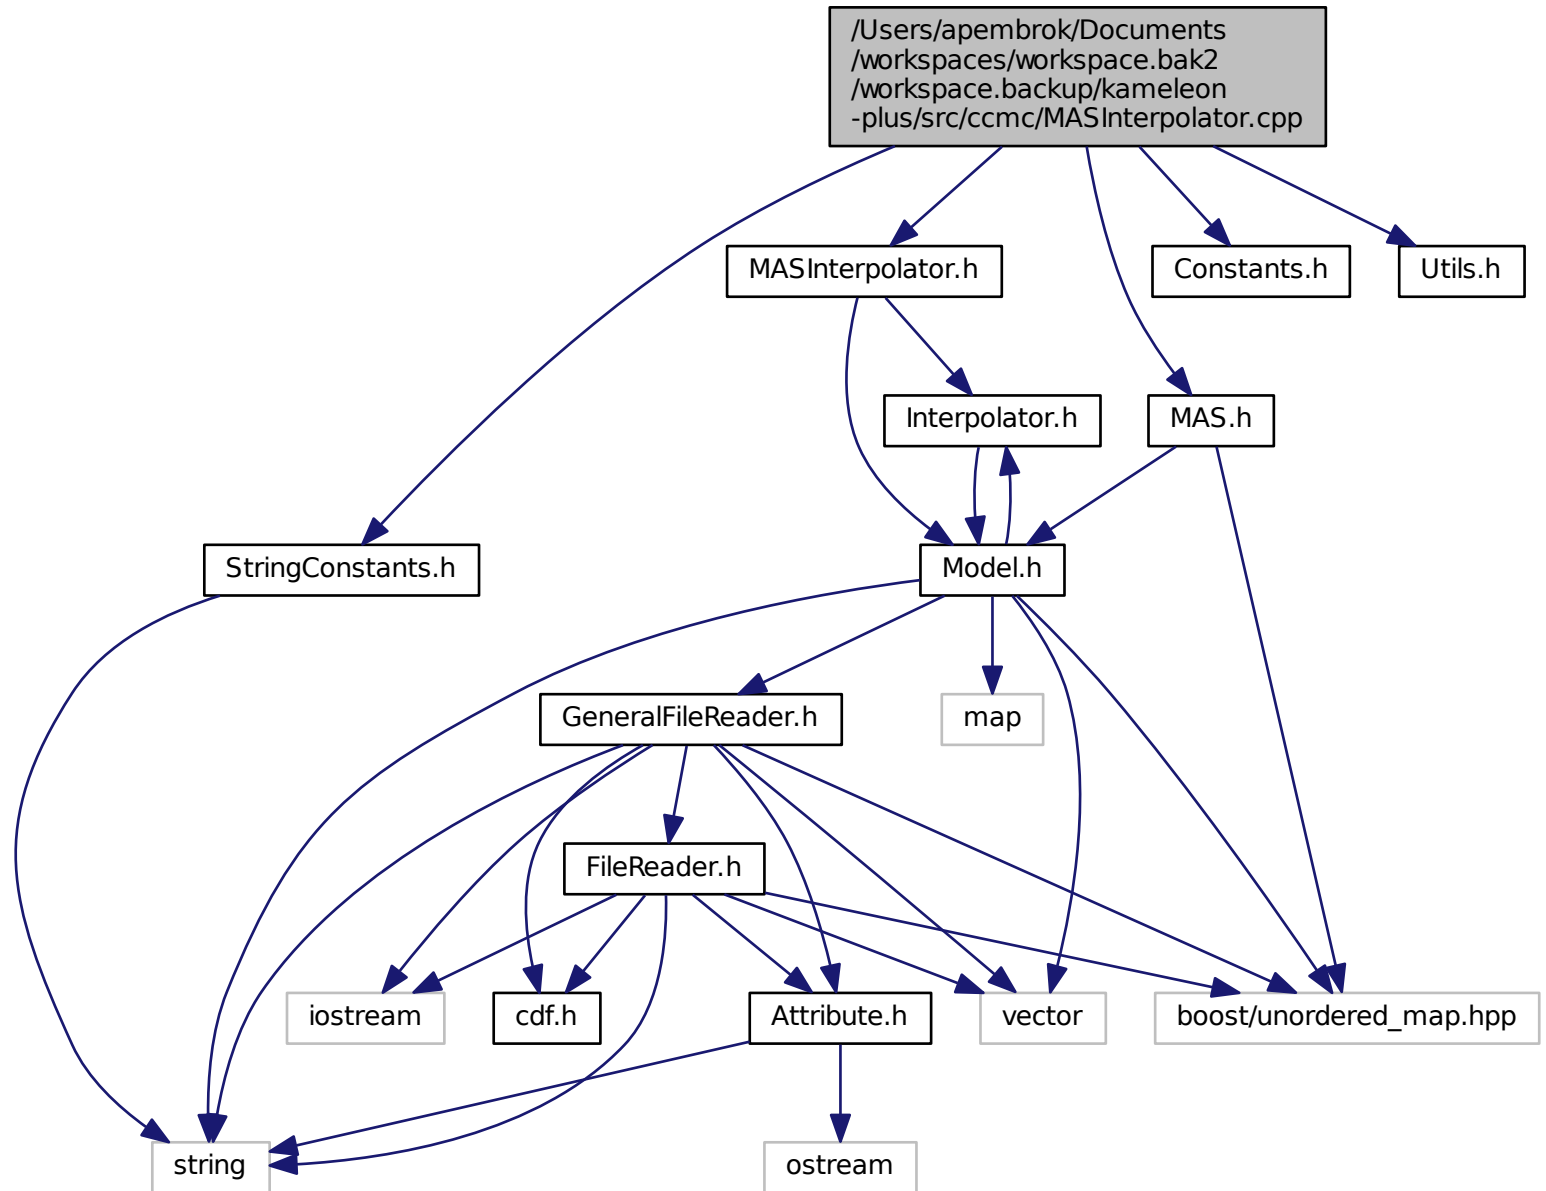 /Users/apembrok/Documents
/workspaces/workspace.bak2
/workspace.backup/kameleon
-plus/src/ccmc/MASInterpolator.cpp
MASInterpolator.h
Constants.h
Utils.h
Interpolator.h
MAS.h
StringConstants.h
Model.h
GeneralFileReader.h
map
FileReader.h
iostream
cdf.h
Attribute.h
vector
boost/unordered_map.hpp
string
ostream